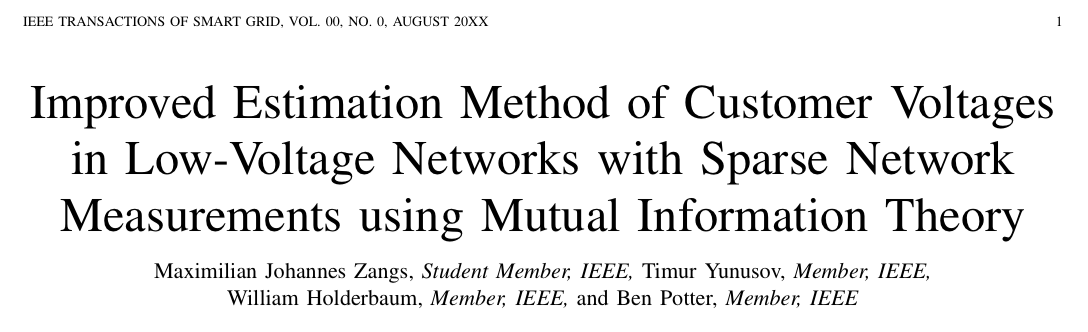 IEEE TRANSACTIONS OF SMART GRID, VOL. 00, NO. 0, AUGUST 20XX 1
Improved Estimation Method of Customer Voltages
in Low-Voltage Networks with Sparse Network
Measurements using Mutual Information Theory
Maximilian Johannes Zangs, Student Member, IEEE, Timur Yunusov, Member, IEEE,
William Holderbaum, Member, IEEE, and Ben Potter, Member, IEEE